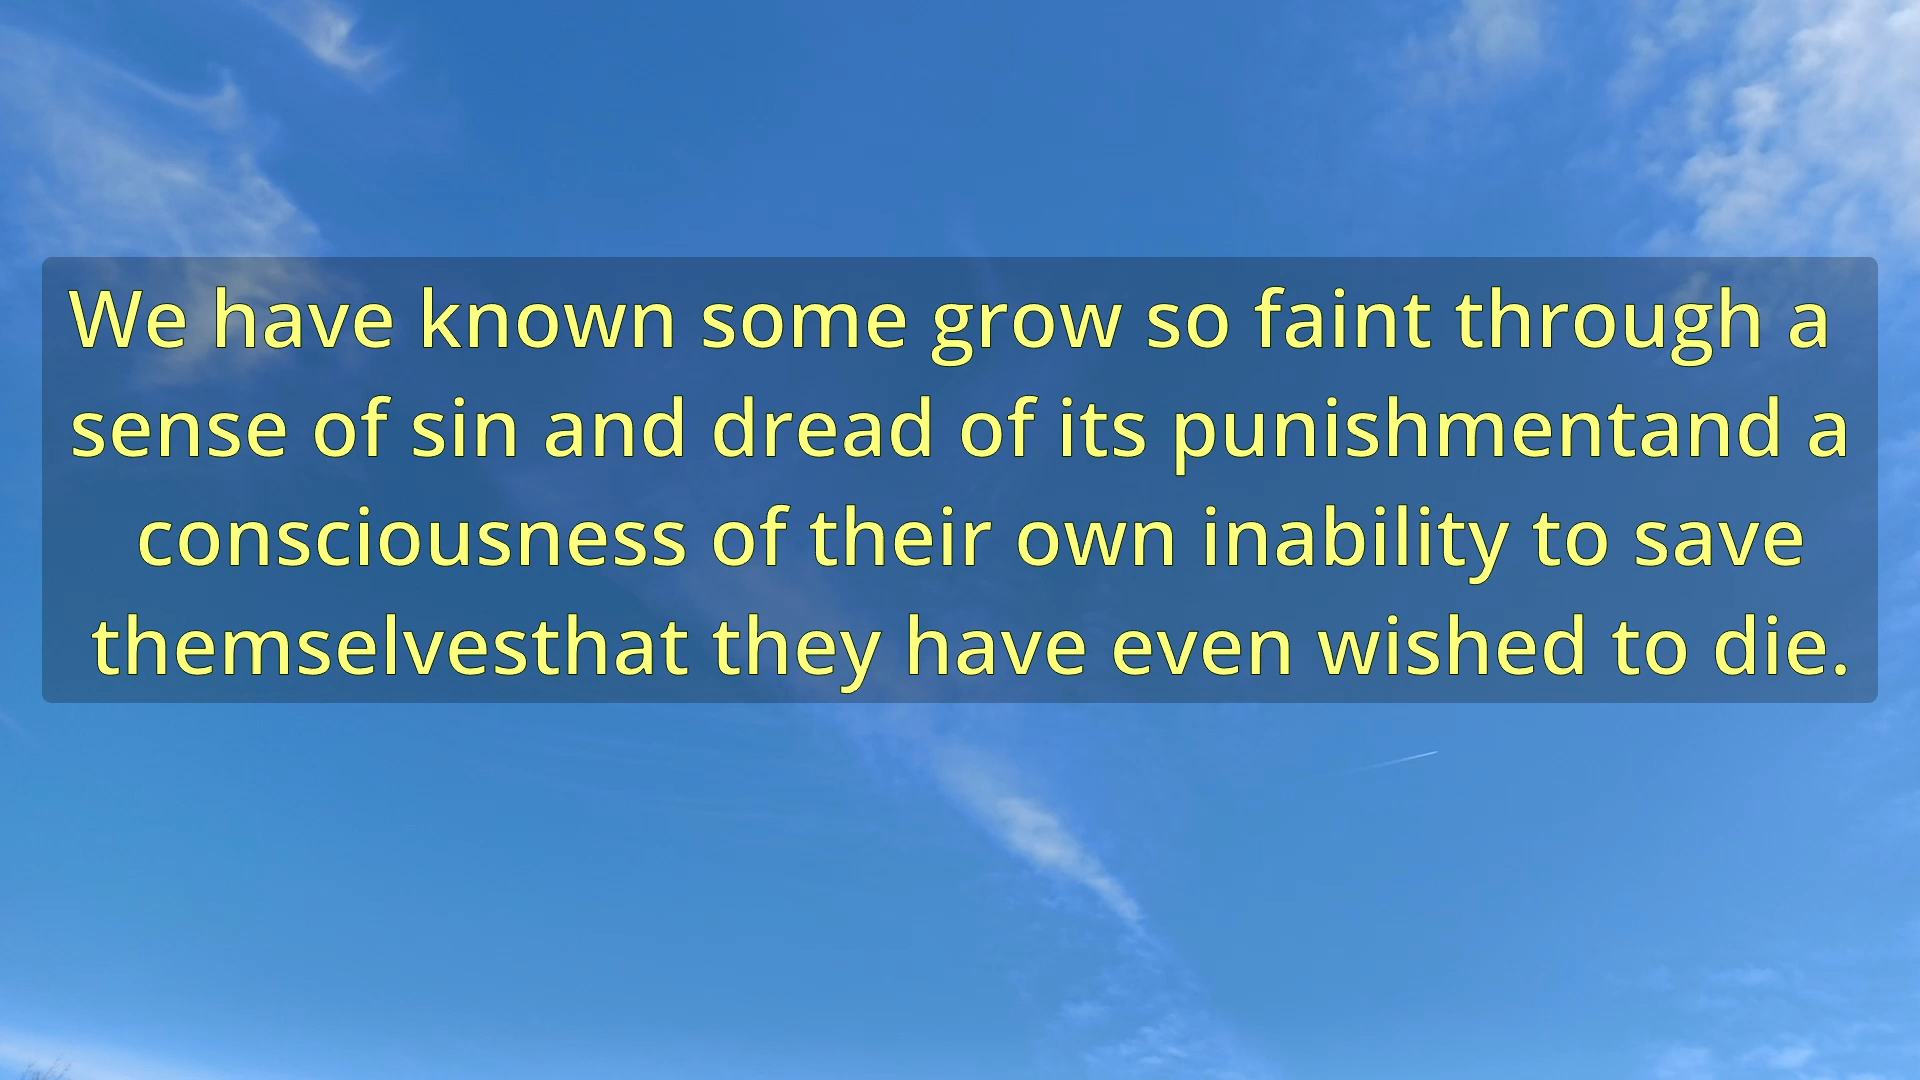 We have known some grow so faint through a
sense of sin and dread of its punishmentand a
consciousness of their own inability to save
themselvesthat they have even wished to die.